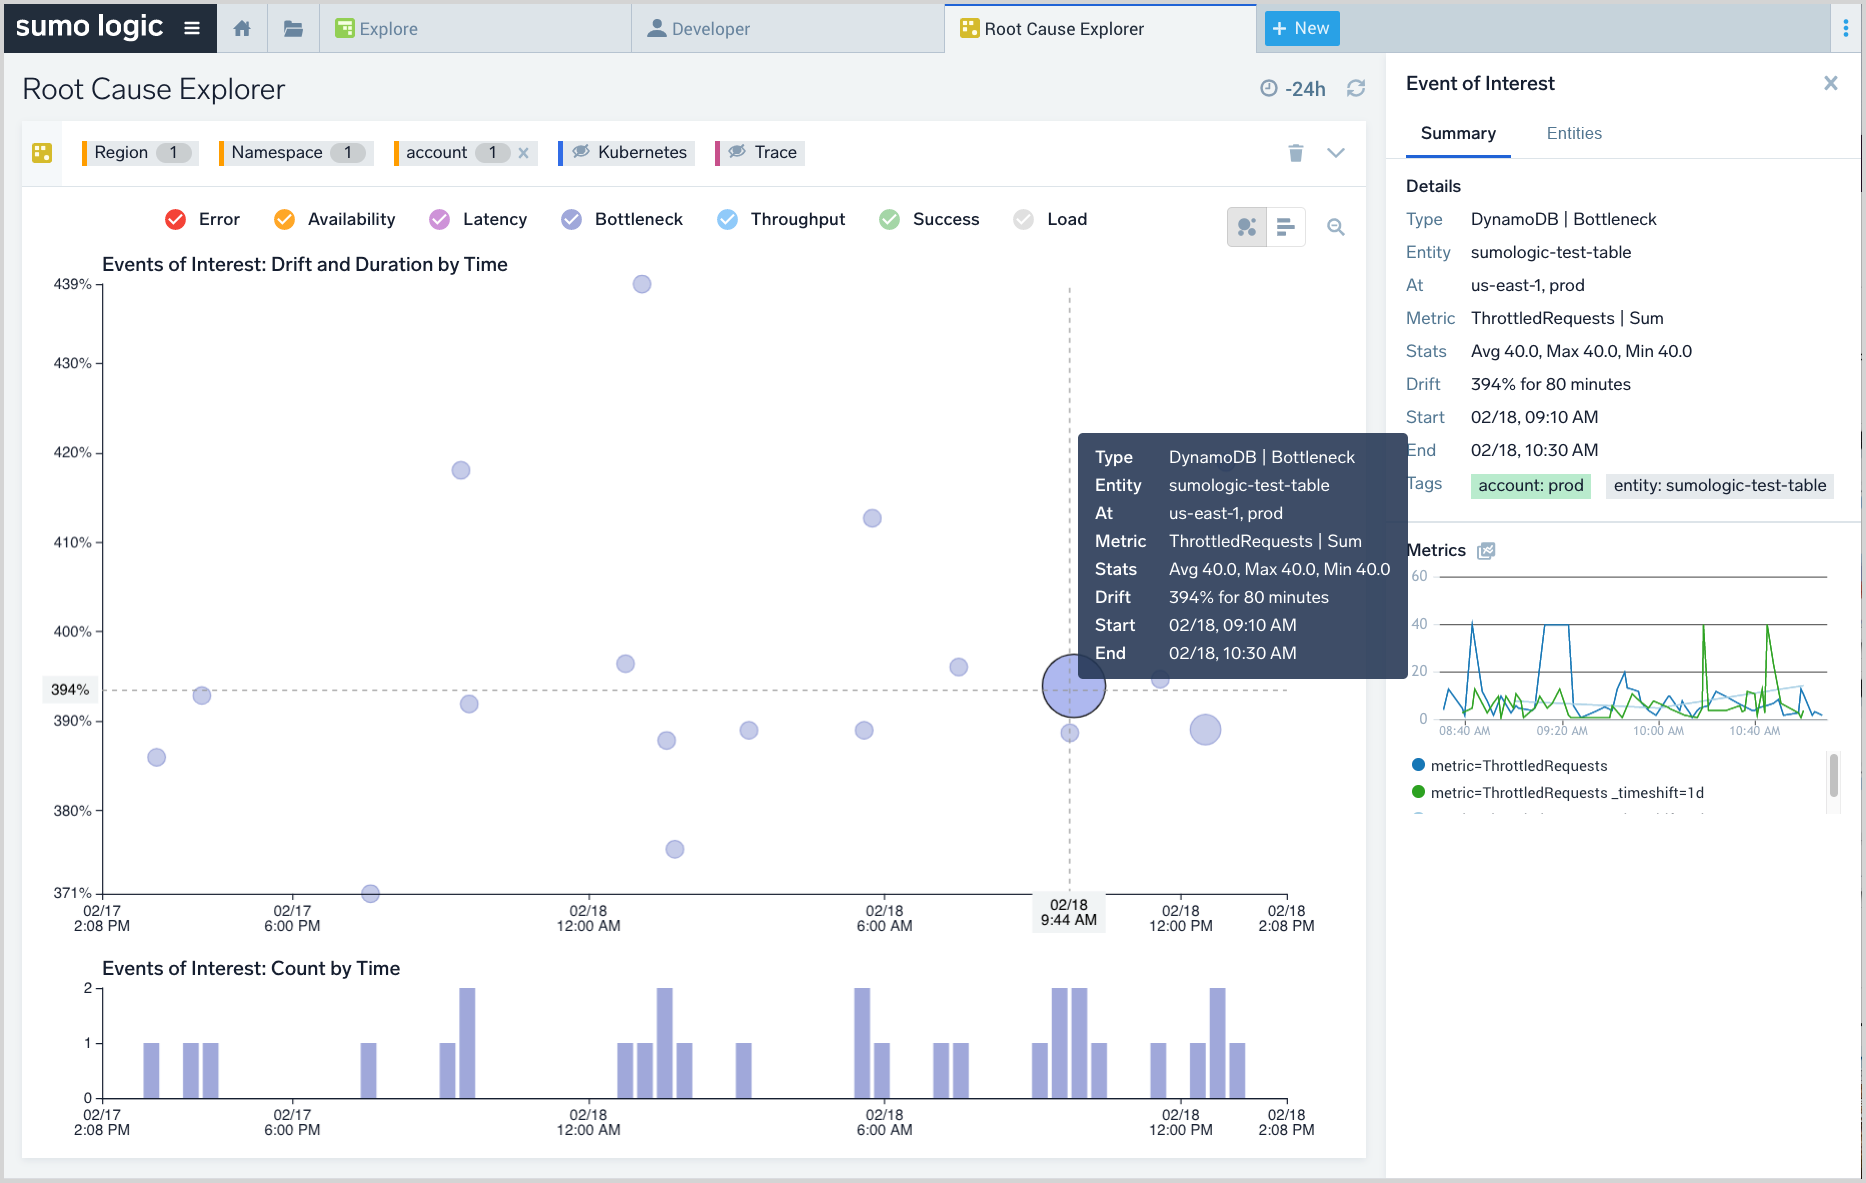 sumo logic
Explore
Developer
Root Cause Explorer
+ New
Root Cause Explorer
-24h
Region 1
Namespace 1
account 1
Kubernetes
Trace
Error
Availability
Latency
Bottleneck
Throughput
Success
Load
Events of Interest: Drift and Duration by Time
439%
430%
420%
410%
400%
394%
390%
380%
371%
02/17
2:08 PM
02/17
6:00 PM
02/18
12:00 AM
02/18
6:00 AM
02/18
9:44 AM
02/18
12:00 PM
02/18
2:08 PM
Type DynamoDB | Bottleneck
Entity sumologic-test-table
At us-east-1, prod
Metric ThrottledRequests | Sum
Stats Avg 40.0, Max 40.0, Min 40.0
Drift 394% for 80 minutes
Start 02/18, 09:10 AM
End 02/18, 10:30 AM
Events of Interest: Count by Time
2
1
0
02/17
2:08 PM
02/17
6:00 PM
02/18
12:00 AM
02/18
6:00 AM
02/18
12:00 PM
02/18
2:08 PM
Event of Interest
Summary
Entities
Details
Type DynamoDB | Bottleneck
Entity sumologic-test-table
At us-east-1, prod
Metric ThrottledRequests | Sum
Stats Avg 40.0, Max 40.0, Min 40.0
Drift 394% for 80 minutes
Start 02/18, 09:10 AM
End 02/18, 10:30 AM
Tags account: prod entity: sumologic-test-table
Metrics
60
40
20
0
08:40 AM
09:20 AM
10:00 AM
10:40 AM
metric=ThrottledRequests
metric=ThrottledRequests _timeshift=1d